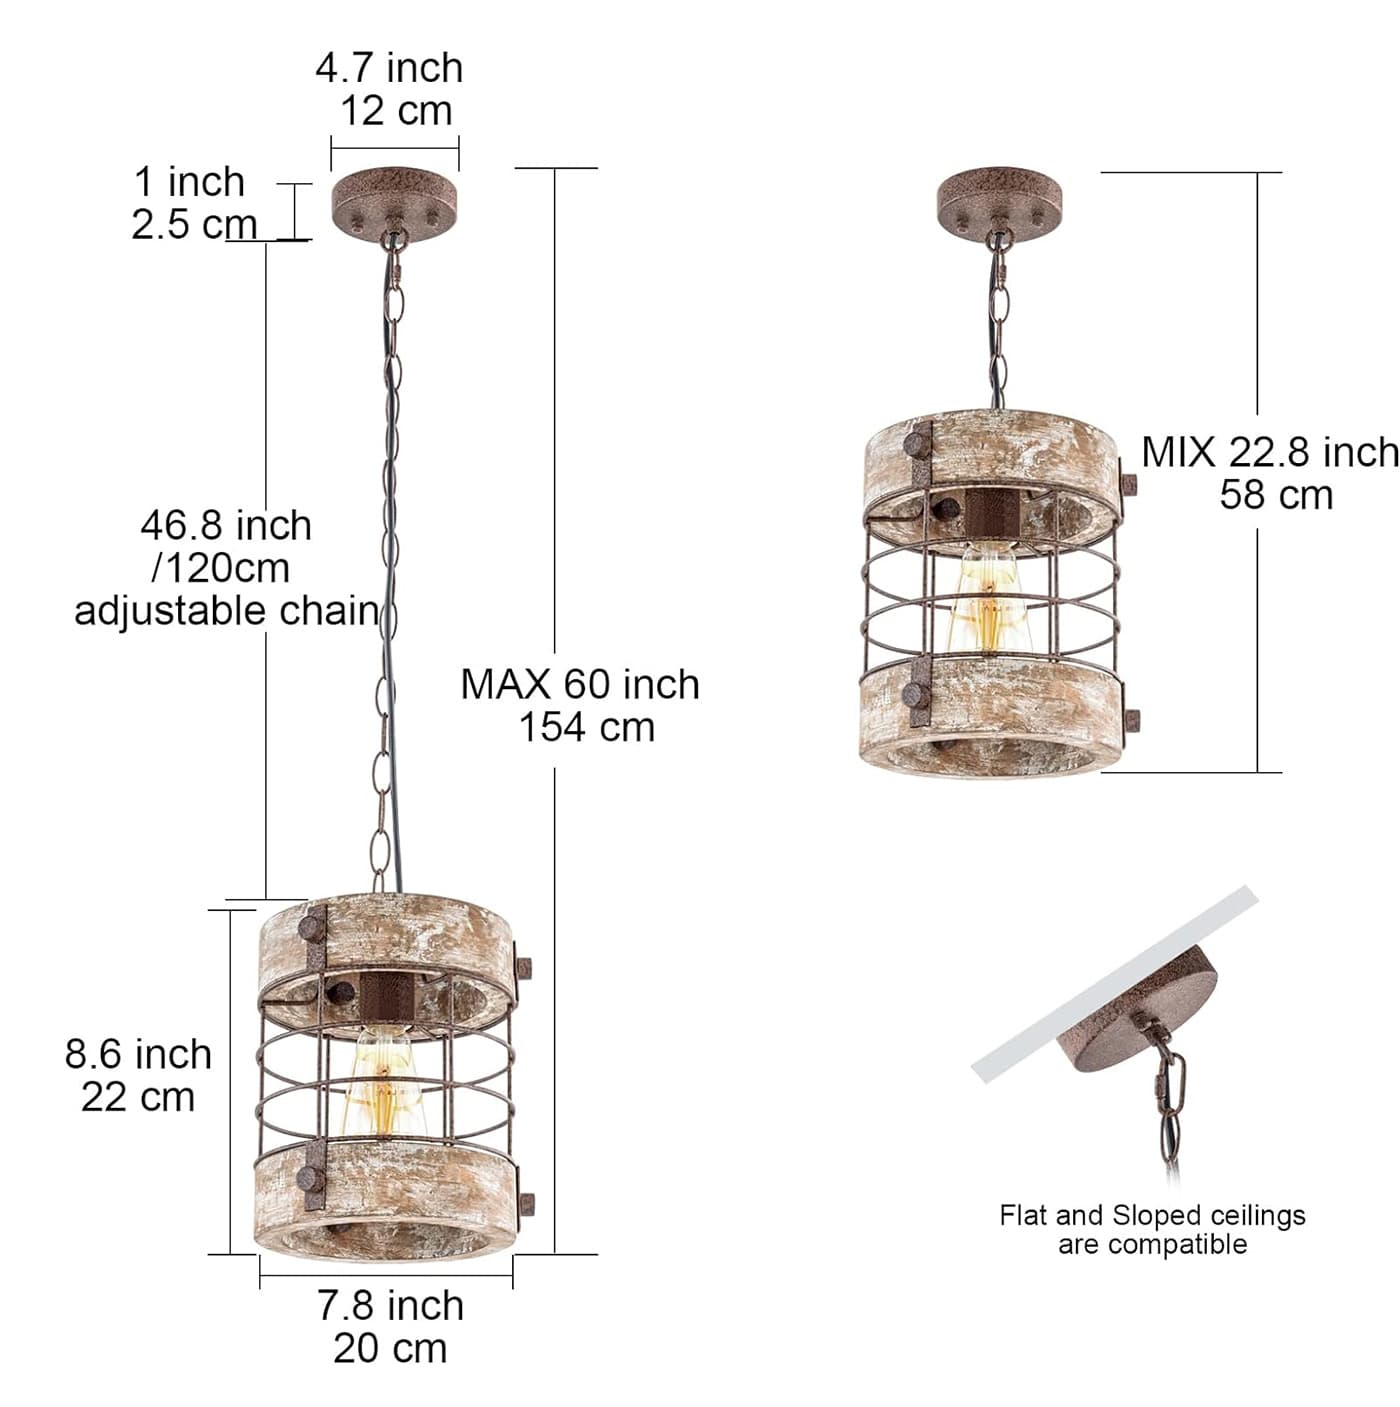 4.7 inch
12 cm
1 inch
2.5 cm
46.8 inch
/120cm
adjustable chain
MAX 60 inch
154 cm
8.6 inch
22 cm
7.8 inch
20 cm
MIX 22.8 inch
58 cm
Flat and Sloped ceilings
are compatible